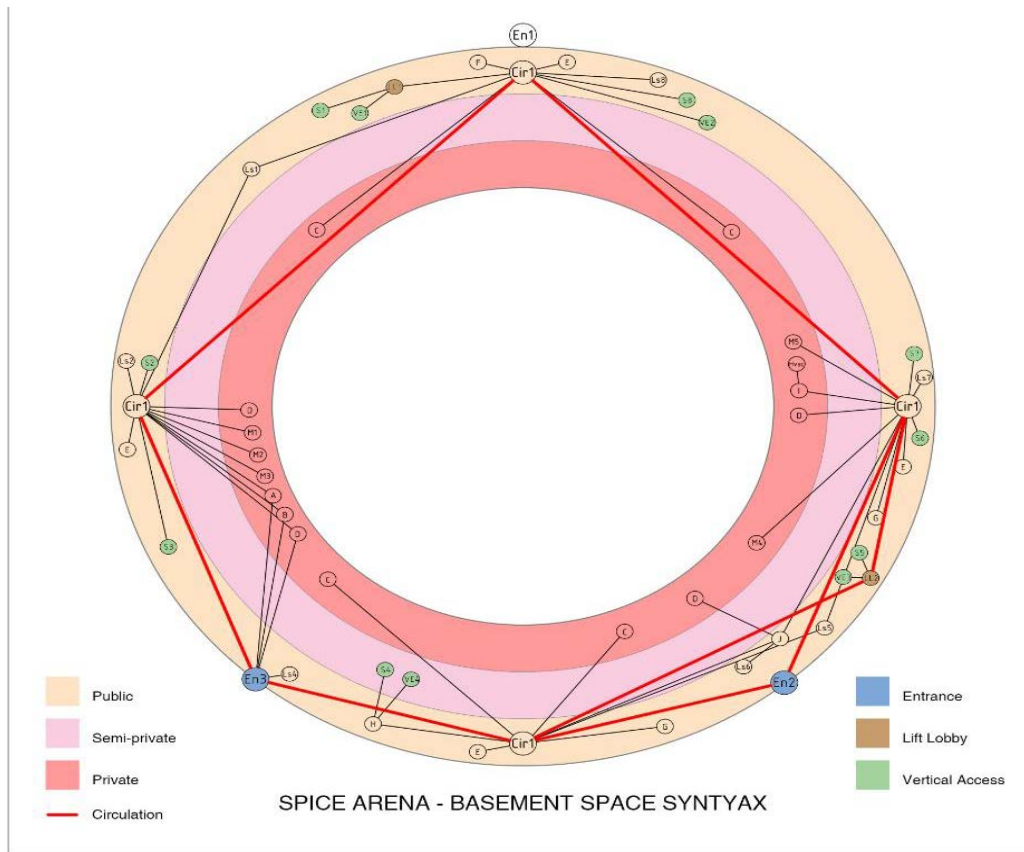 En1
F
E
Cir1
Ls8
S8
VE2
S1
VE1
Ls1
C
C
Ls2
S2
M5
Hvac
S7
Ls7
I
Cir1
D
D
Cir1
M1
S6
E
M2
E
M3
A
B
G
D
S3
M4
S5
VE3
LL2
C
D
C
Ls5
J
Ls6
S4
VE4
Ls4
En3
En2
H
G
Cir1
E
Public
Semi-private
Private
Circulation
Entrance
Lift Lobby
Vertical Access
SPICE ARENA - BASEMENT SPACE SYNTYAX